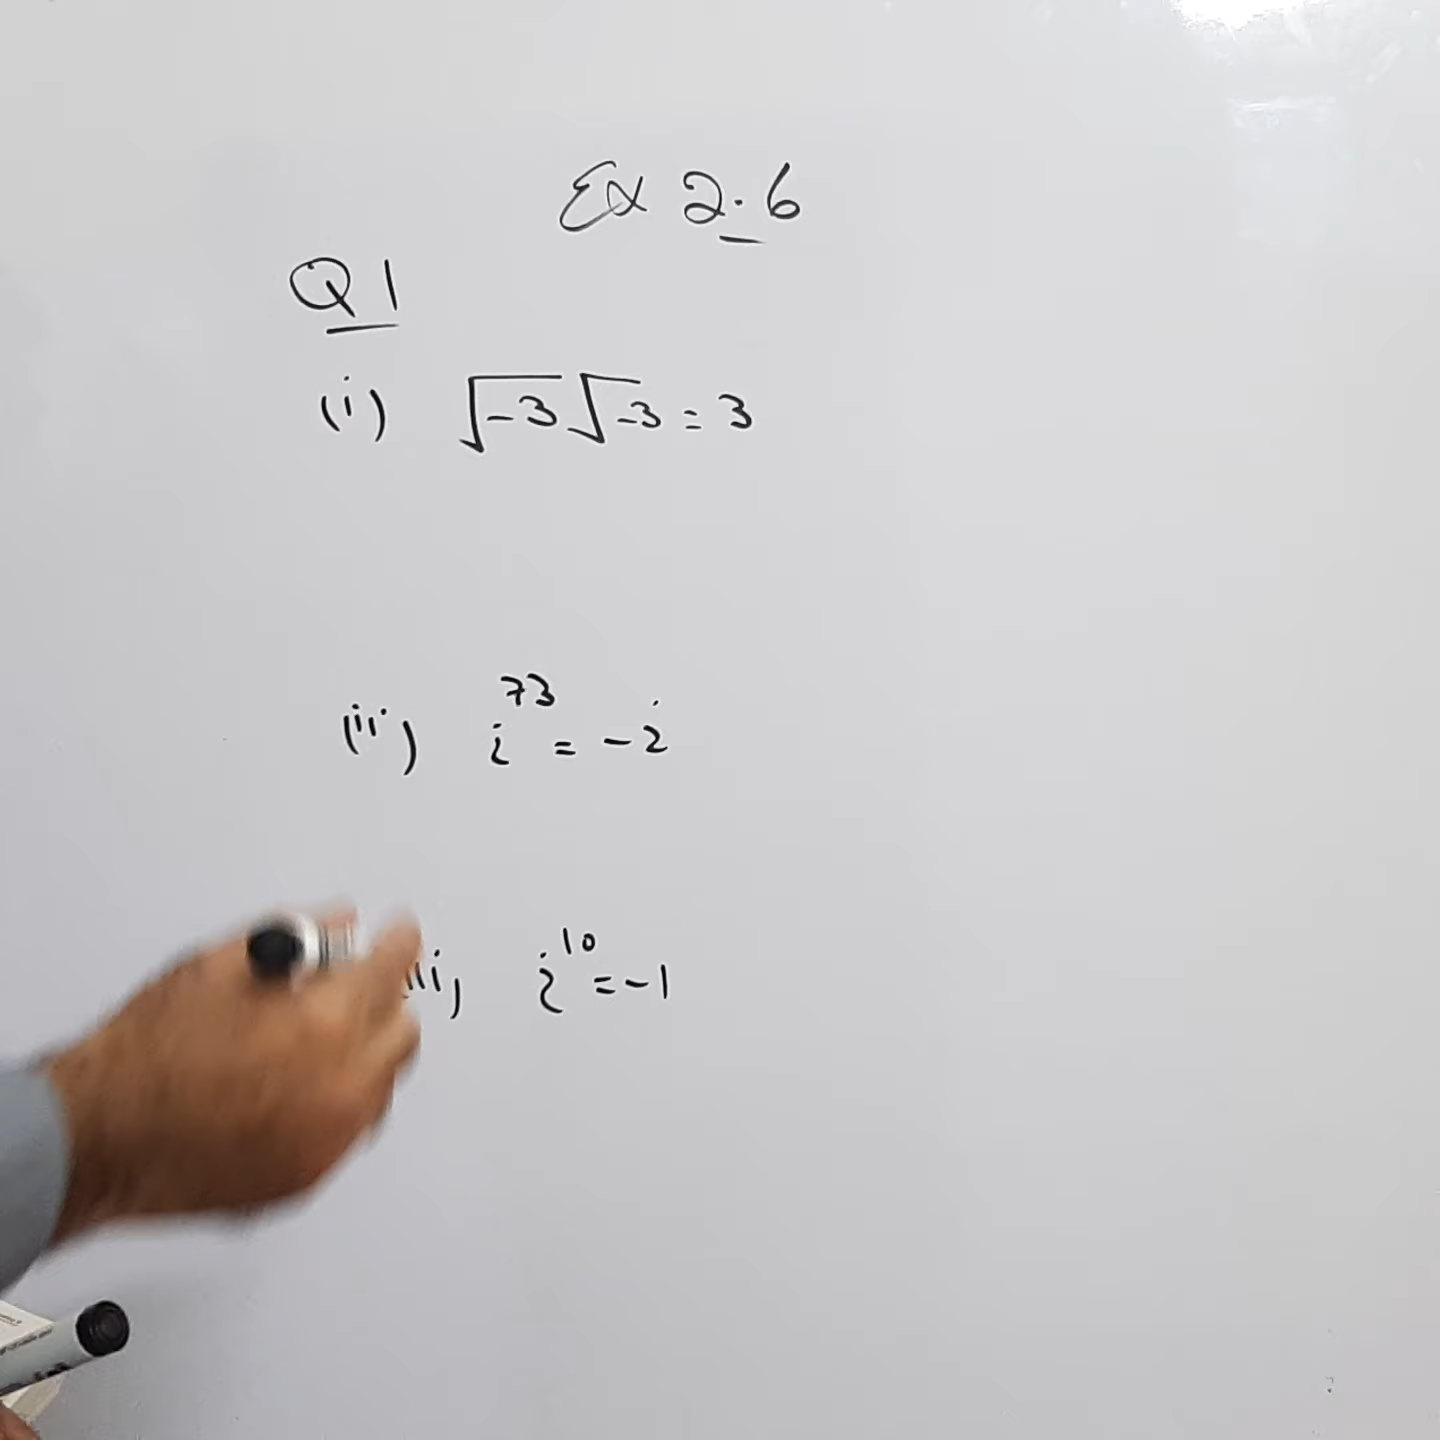 Ex 2.6
Q1
(i) √-3 √-3 = 3
(ii) i^73 = -i
iii) i^10 = -1